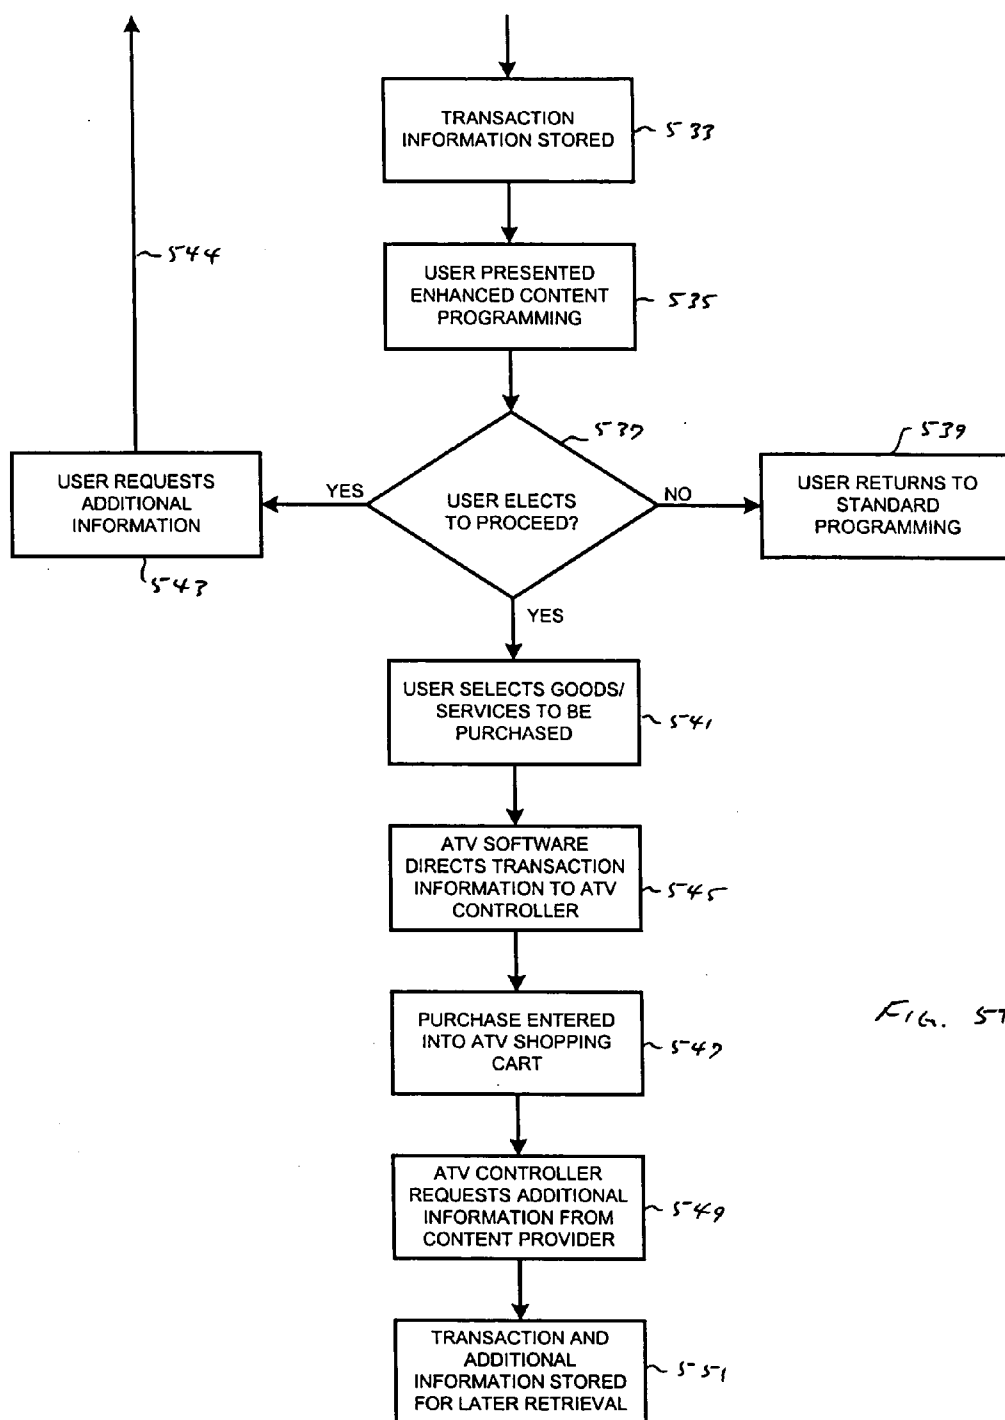 TRANSACTION
INFORMATION STORED
533
544
USER PRESENTED
ENHANCED CONTENT
PROGRAMMING
535
537
539
USER REQUESTS
ADDITIONAL
INFORMATION
YES
USER ELECTS
TO PROCEED?
NO
USER RETURNS TO
STANDARD
PROGRAMMING
543
YES
USER SELECTS GOODS/
SERVICES TO BE
PURCHASED
541
ATV SOFTWARE
DIRECTS TRANSACTION
INFORMATION TO ATV
CONTROLLER
545
PURCHASE ENTERED
INTO ATV SHOPPING
CART
547
FIG.
ATV CONTROLLER
REQUESTS ADDITIONAL
INFORMATION FROM
CONTENT PROVIDER
549
TRANSACTION AND
ADDITIONAL
INFORMATION STORED
FOR LATER RETRIEVAL
551